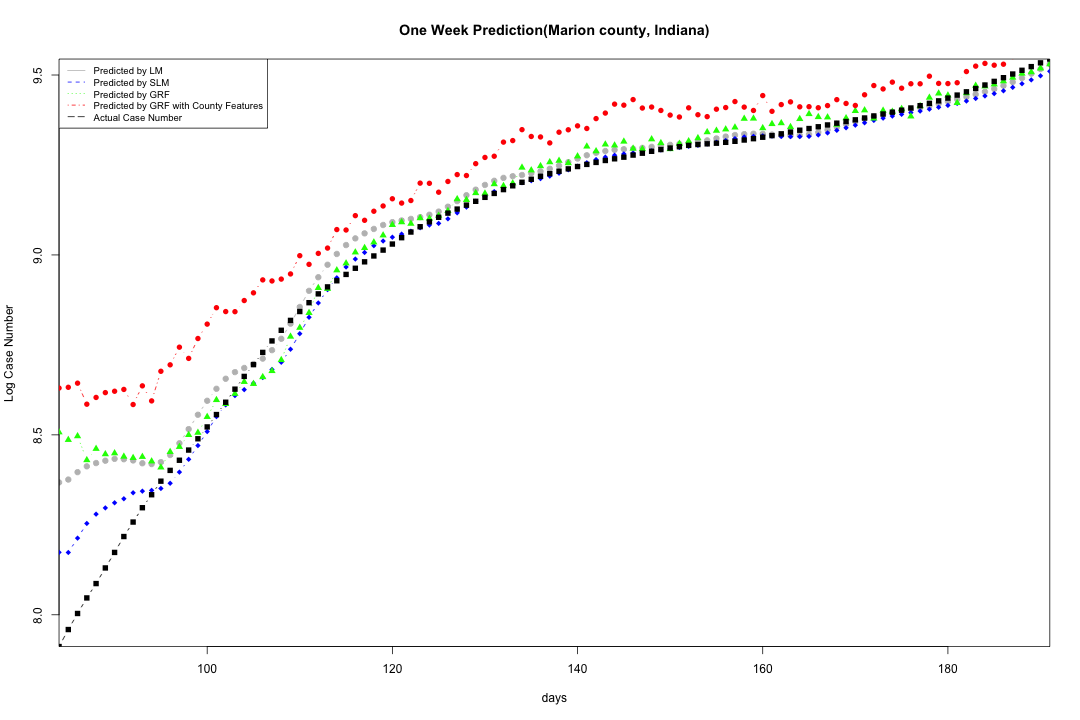 One Week Prediction(Marion county, Indiana)
Predicted by LM
Predicted by SLM
Predicted by GRF
Predicted by GRF with County Features
Actual Case Number
9.5
9.0
8.5
8.0
Log Case Number
100 120 140 160 180
days